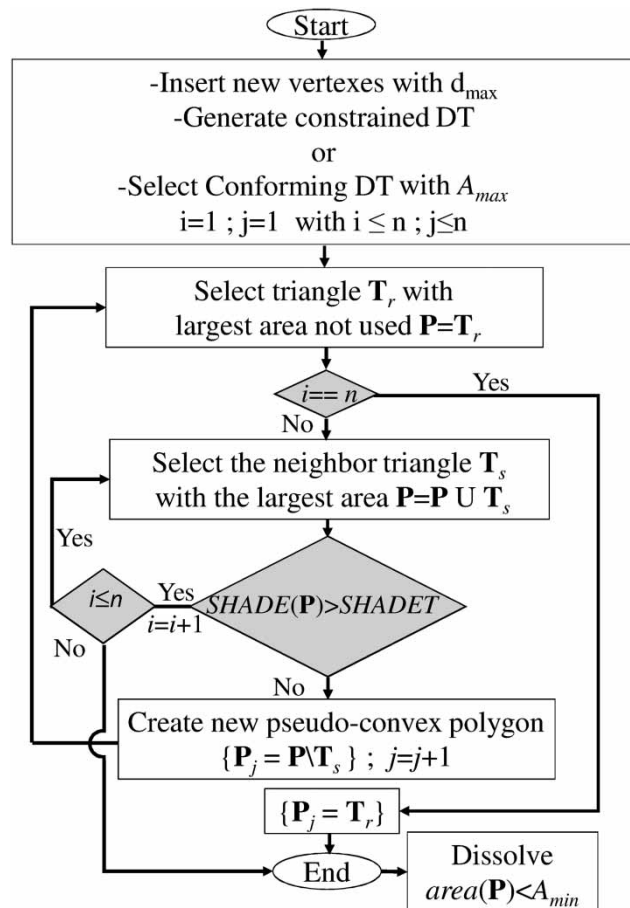 Start
-Insert new vertexes with dmax
-Generate constrained DT
or
-Select Conforming DT with Amax
i=1 ; j=1 with i ≤ n ; j≤n
Select triangle Tr with
largest area not used P=Tr
i== n
Yes
No
Select the neighbor triangle Ts
with the largest area P=P U Ts
Yes
i≤n
Yes
i=i+1
SHADE(P)>SHADET
No
No
Create new pseudo-convex polygon
{Pj = P\Ts } ; j=j+1
{Pj = Tr}
End
Dissolve
area(P)<Amin